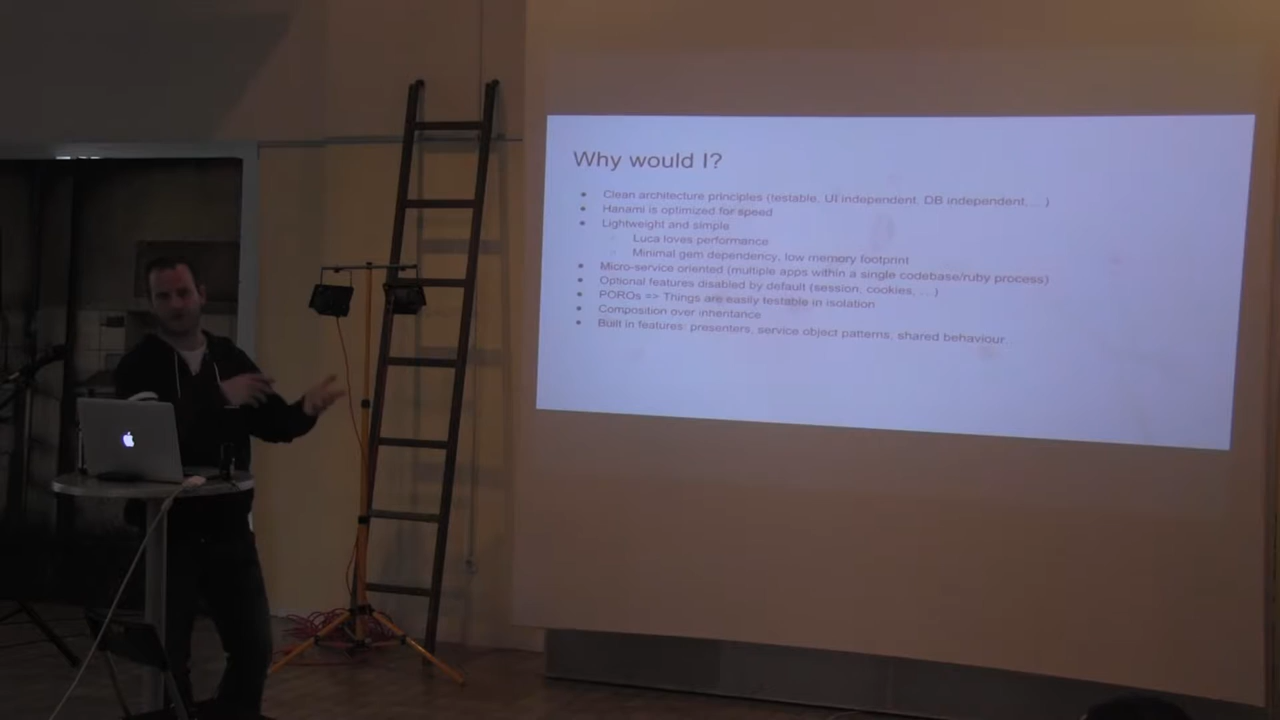 Why would I?
Clean architecture principles (testable, UI independent, DB independent, ... )
Hanami is optimized for speed
Lightweight and simple
Luca loves performance
Minimal gem dependency, low memory footprint
Micro-service oriented (multiple apps within a single codebase/ruby process)
Optional features disabled by default (session, cookies, ... )
POROs => Things are easily testable in isolation
Composition over inheritance
Built in features: presenters, service object patterns, shared behaviour